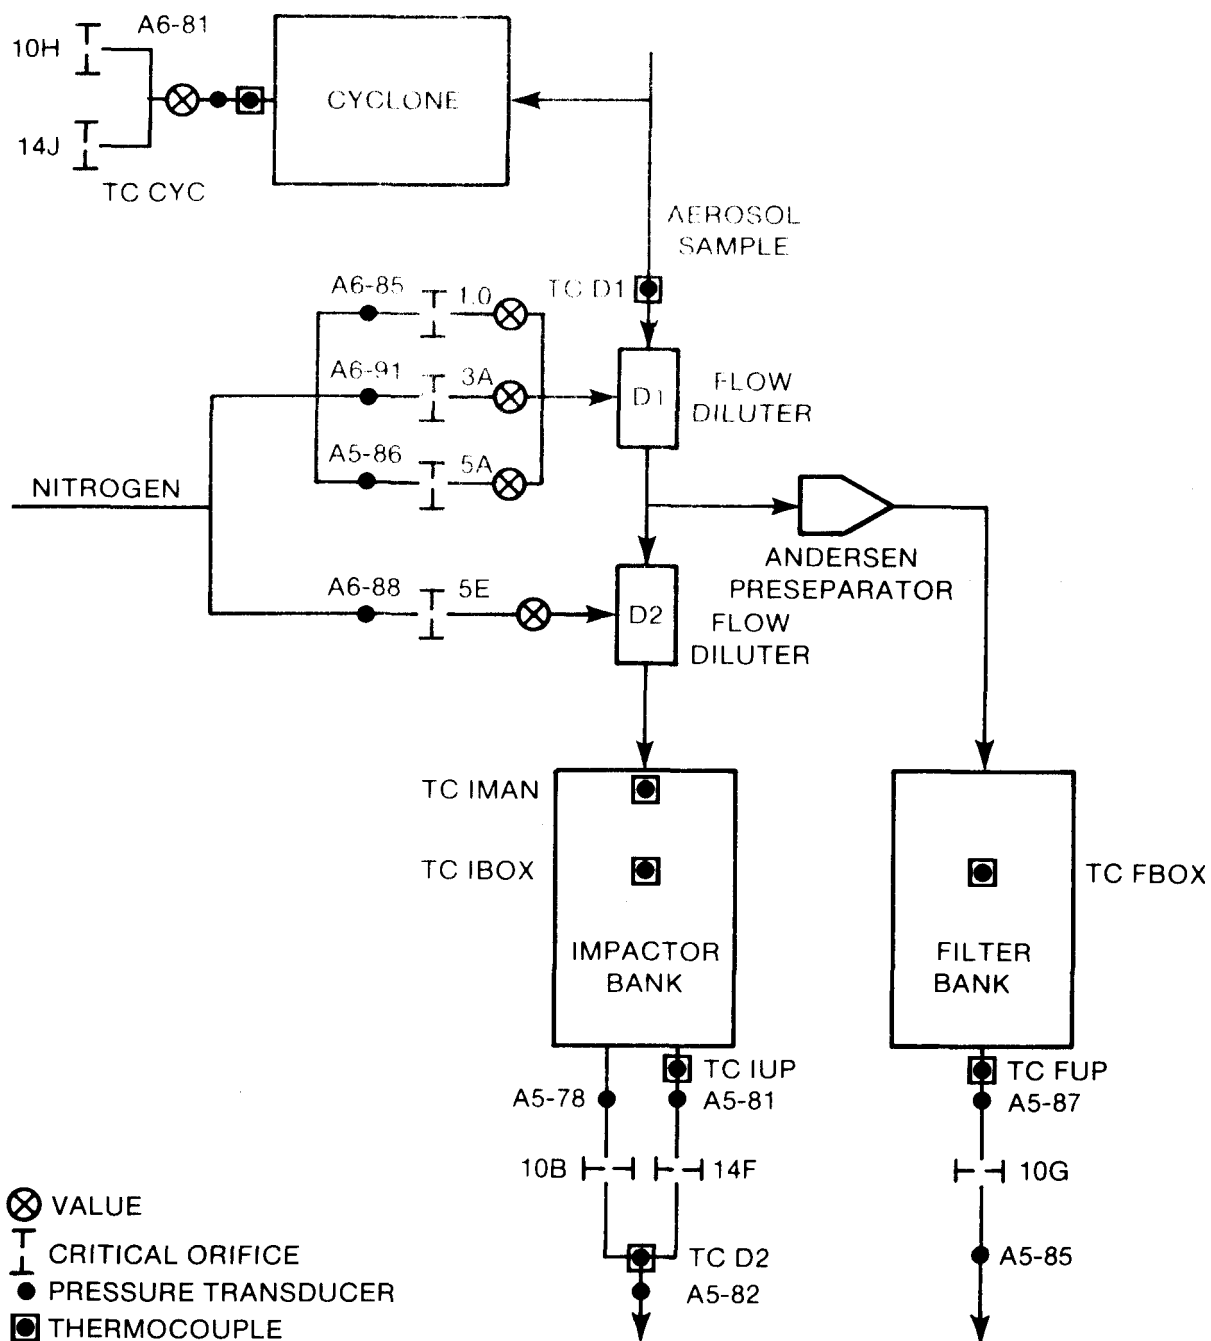 A6-81
10H
CYCLONE
14J
TC CYC
AEROSOL
SAMPLE
A6-85
1.0
TC D1
A6-91
3A
D1
FLOW
DILUTER
A5-86
5A
NITROGEN
ANDERSEN
PRESEPARATOR
A6-88
5E
D2
FLOW
DILUTER
TC IMAN
TC IBOX
TC FBOX
IMPACTOR
BANK
FILTER
BANK
TC IUP
TC FUP
A5-78
A5-81
A5-87
10B
14F
10G
TC D2
A5-85
A5-82
VALUE
CRITICAL ORIFICE
PRESSURE TRANSDUCER
THERMOCOUPLE